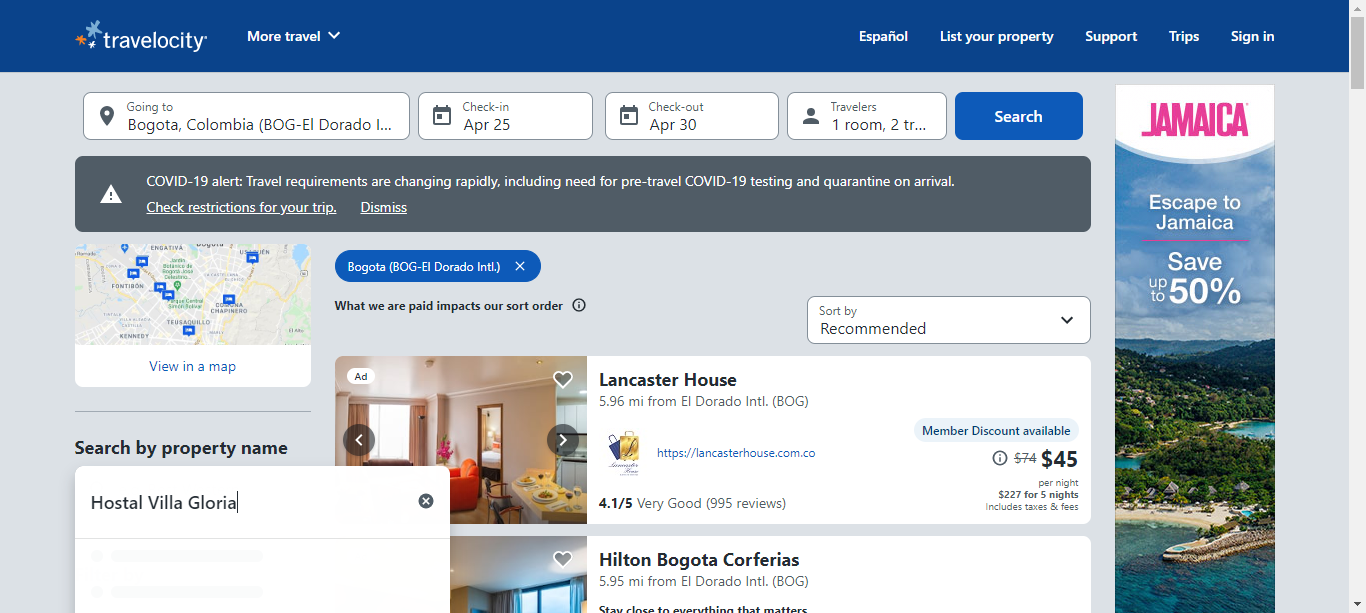 travelocity
More travel
Español
List your property
Support
Trips
Sign in
Going to
Bogota, Colombia (BOG-El Dorado I...
Check-in
Apr 25
Check-out
Apr 30
Travelers
1 room, 2 tr...
Search
COVID-19 alert: Travel requirements are changing rapidly, including need for pre-travel COVID-19 testing and quarantine on arrival.
Check restrictions for your trip.
Dismiss
ENGATIVA
FONTIBÓN
TEUSAQUILLO
CHAPINERO
KENNEDY
View in a map
Bogota (BOG-El Dorado Intl.)
What we are paid impacts our sort order
Sort by
Recommended
Search by property name
Hostal Villa Gloria
Ad
Lancaster House
5.96 mi from El Dorado Intl. (BOG)
Lancaster
House
https://lancasterhouse.com.co
4.1/5 Very Good (995 reviews)
Member Discount available
$74 $45
per night
$227 for 5 nights
Includes taxes & fees
Hilton Bogota Corferias
5.95 mi from El Dorado Intl. (BOG)
Stay close to everything that matters
JAMAICA
Escape to
Jamaica
Save
up to 50%